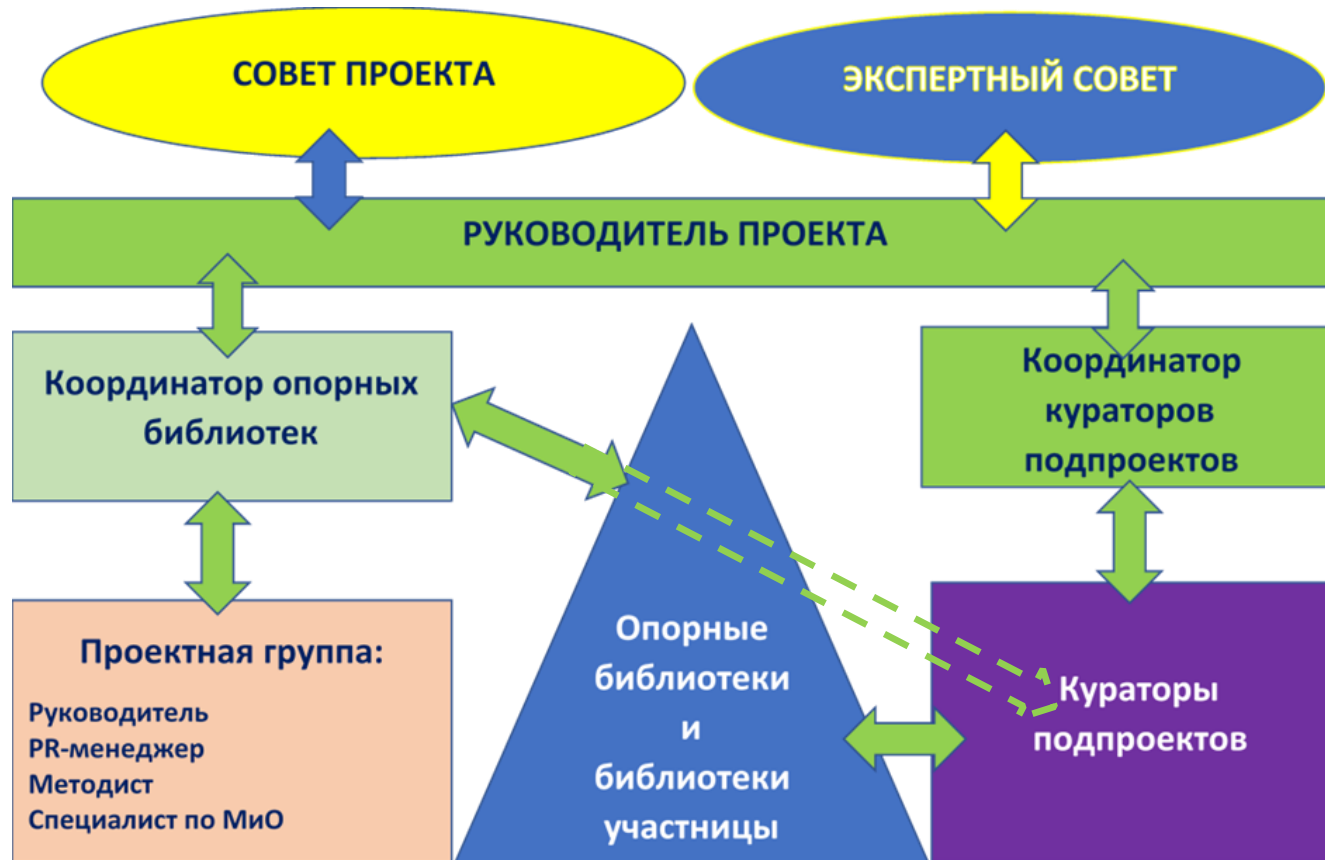 СОВЕТ ПРОЕКТА
ЭКСПЕРТНЫЙ СОВЕТ
РУКОВОДИТЕЛЬ ПРОЕКТА
Координатор опорных
библиотек
Координатор
кураторов
подпроектов
Проектная группа:
Руководитель
PR-менеджер
Методист
Специалист по МиО
Опорные
библиотеки
и
библиотеки
участницы
Кураторы
подпроектов